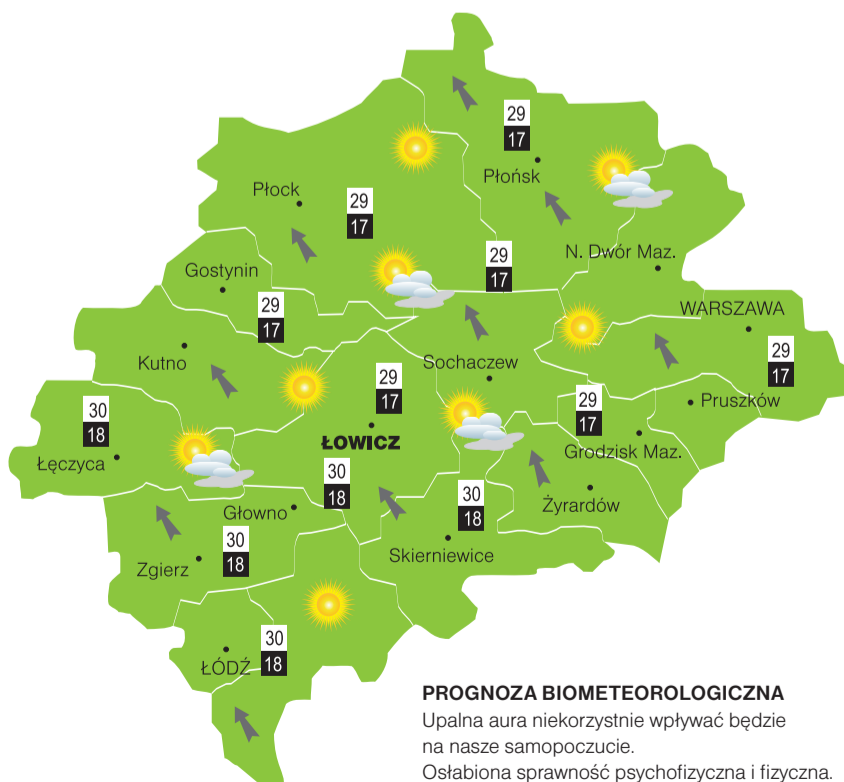 29
17
Płońsk
Płock
29
17
N. Dwór Maz.
29
17
Gostynin
29
17
WARSZAWA
Kutno
Sochaczew
29
17
29
17
Pruszków
29
17
30
18
ŁOWICZ
Grodzisk Maz.
Łęczyca
30
18
Żyrardów
30
18
Głowno
Skierniewice
30
18
Zgierz
30
18
ŁÓDŹ
PROGNOZA BIOMETEOROLOGICZNA
Upalna aura niekorzystnie wpływać będzie
na nasze samopoczucie.
Osłabiona sprawność psychofizyczna i fizyczna.